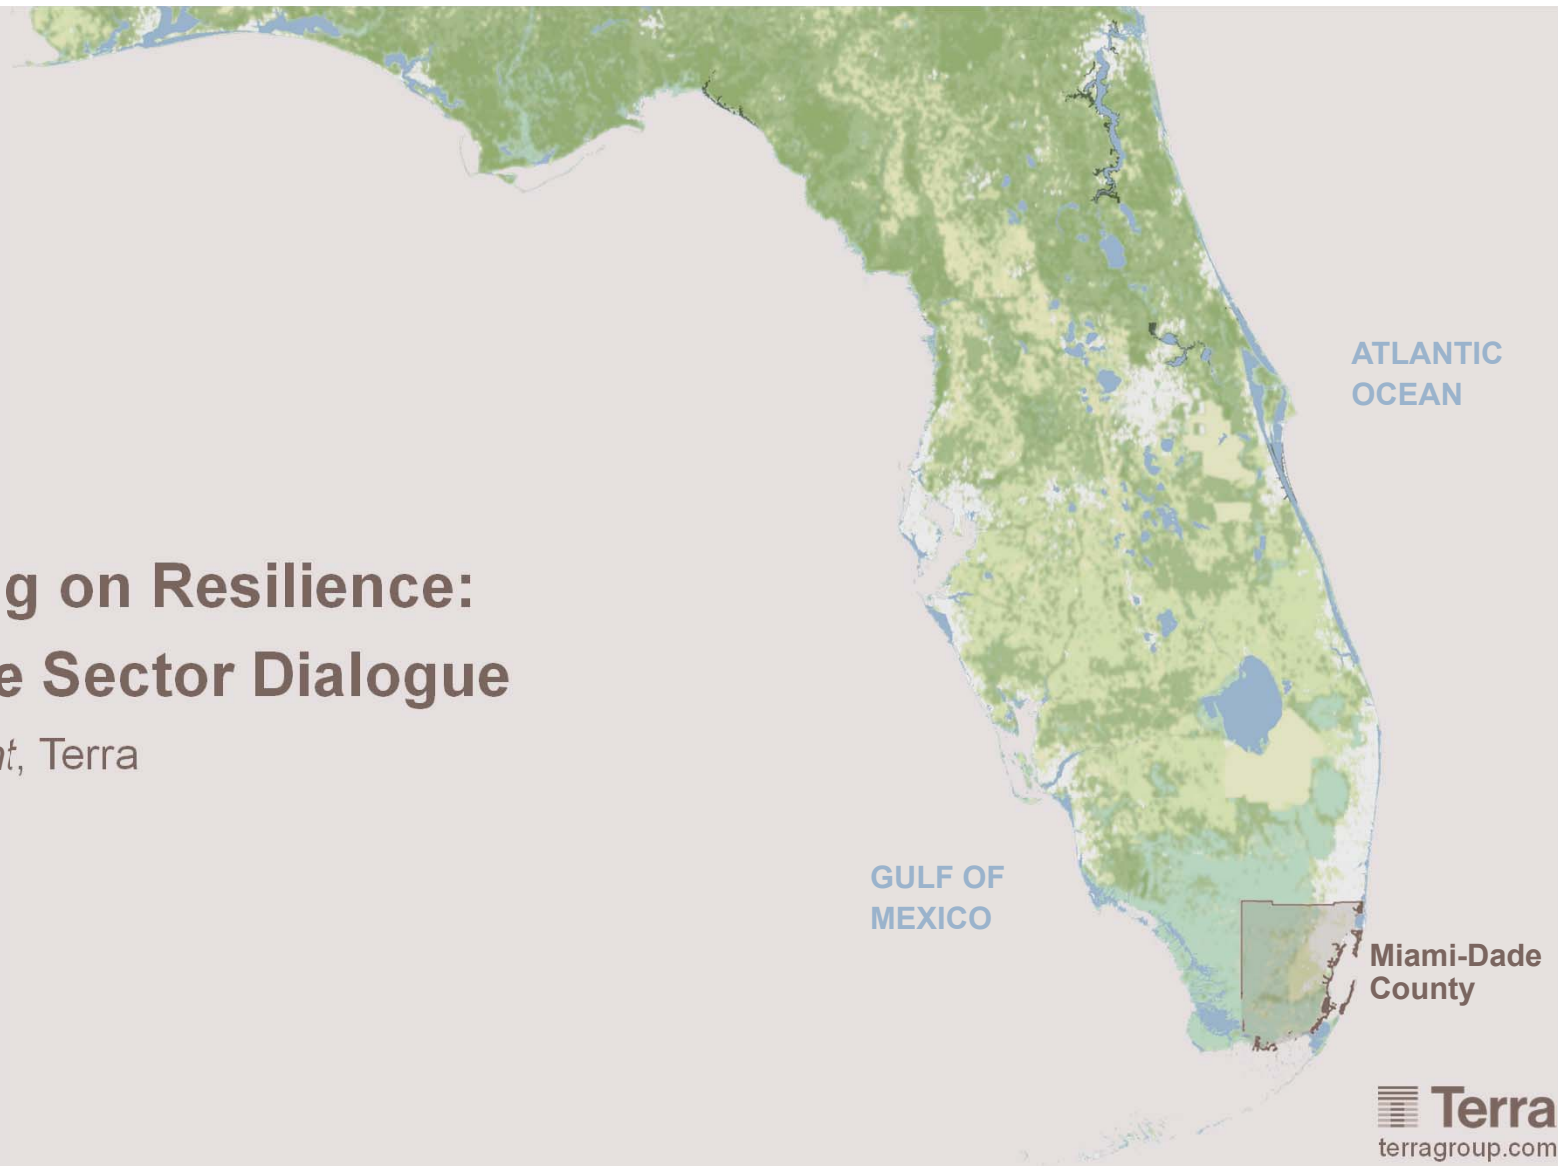 g on Resilience:
e Sector Dialogue
t, Terra
ATLANTIC
OCEAN
GULF OF
MEXICO
Miami-Dade
County
Terra
terragroup.com